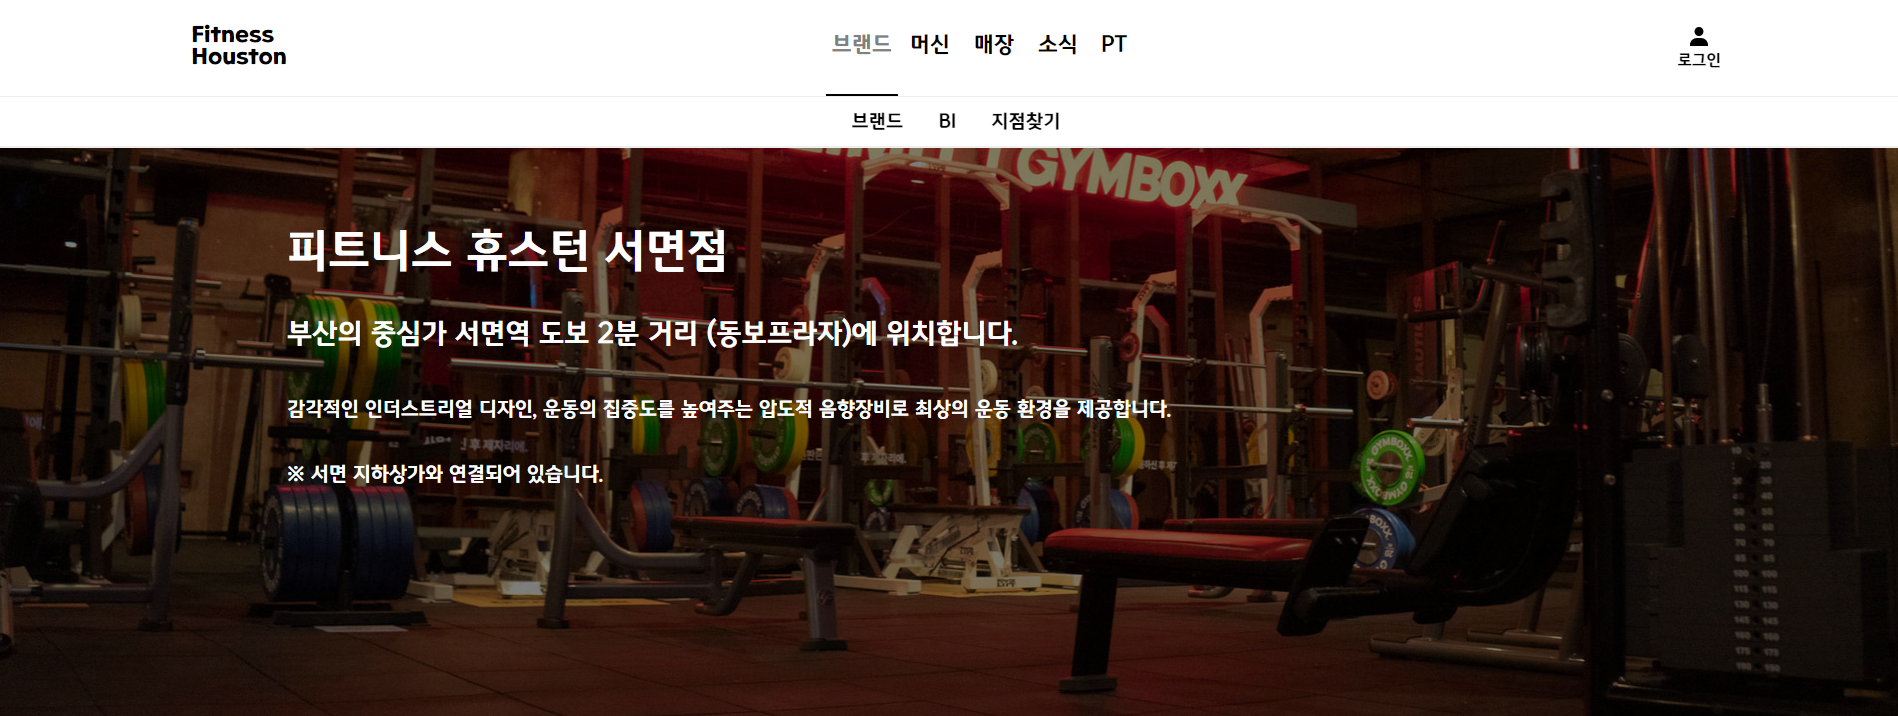 Fitness
Houston
브랜드 머신 매장 소식 PT
로그인
브랜드 BI 지점찾기
GYMBOXX
피트니스 휴스턴 서면점
부산의 중심가 서면역 도보 2분 거리 (동보프라자)에 위치합니다.
감각적인 인더스트리얼 디자인, 운동의 집중도를 높여주는 압도적 음향장비로 최상의 운동 환경을 제공합니다.
※ 서면 지하상가와 연결되어 있습니다.
GYMBOXX